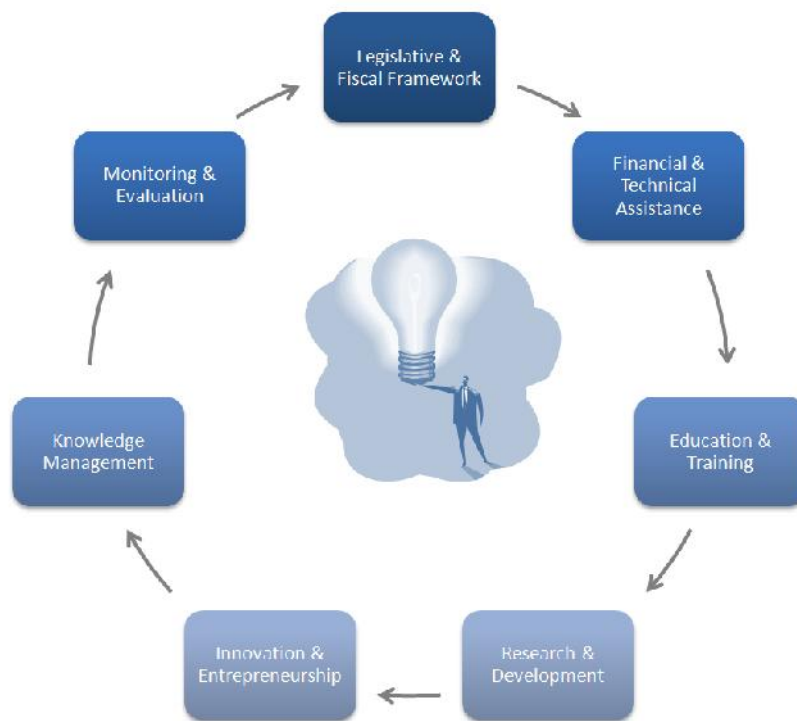 Legislative &
Fiscal Framework
Financial &
Technical
Assistance
Education &
Training
Research &
Development
Innovation &
Entrepreneurship
Knowledge
Management
Monitoring &
Evaluation